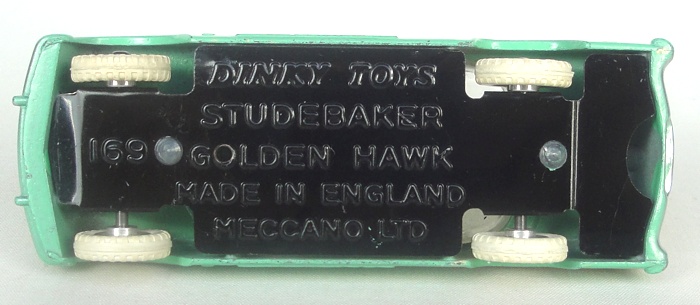 DINKY TOYS
STUDEBAKER
169 GOLDEN HAWK
MADE IN ENGLAND
MECCANO LTD